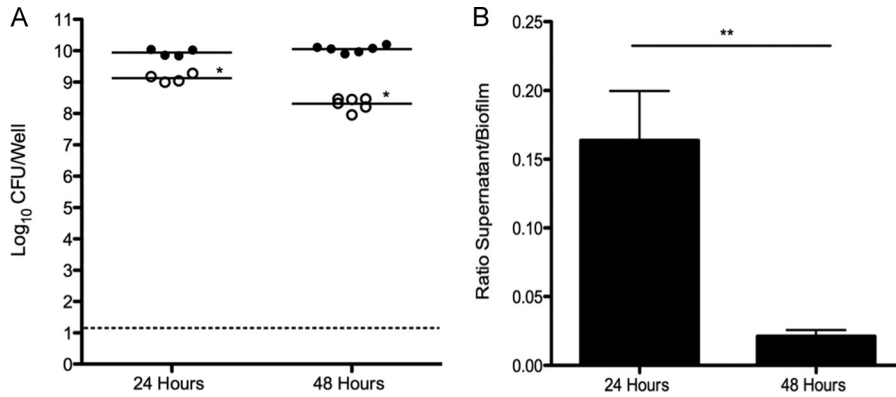 A
Log10 CFU/Well
11
10
9
8
7
6
5
4
3
2
1
0
*
*
24 Hours
48 Hours
B
Ratio Supernatant/Biofilm
0.25
0.20
0.15
0.10
0.05
0.00
**
24 Hours
48 Hours